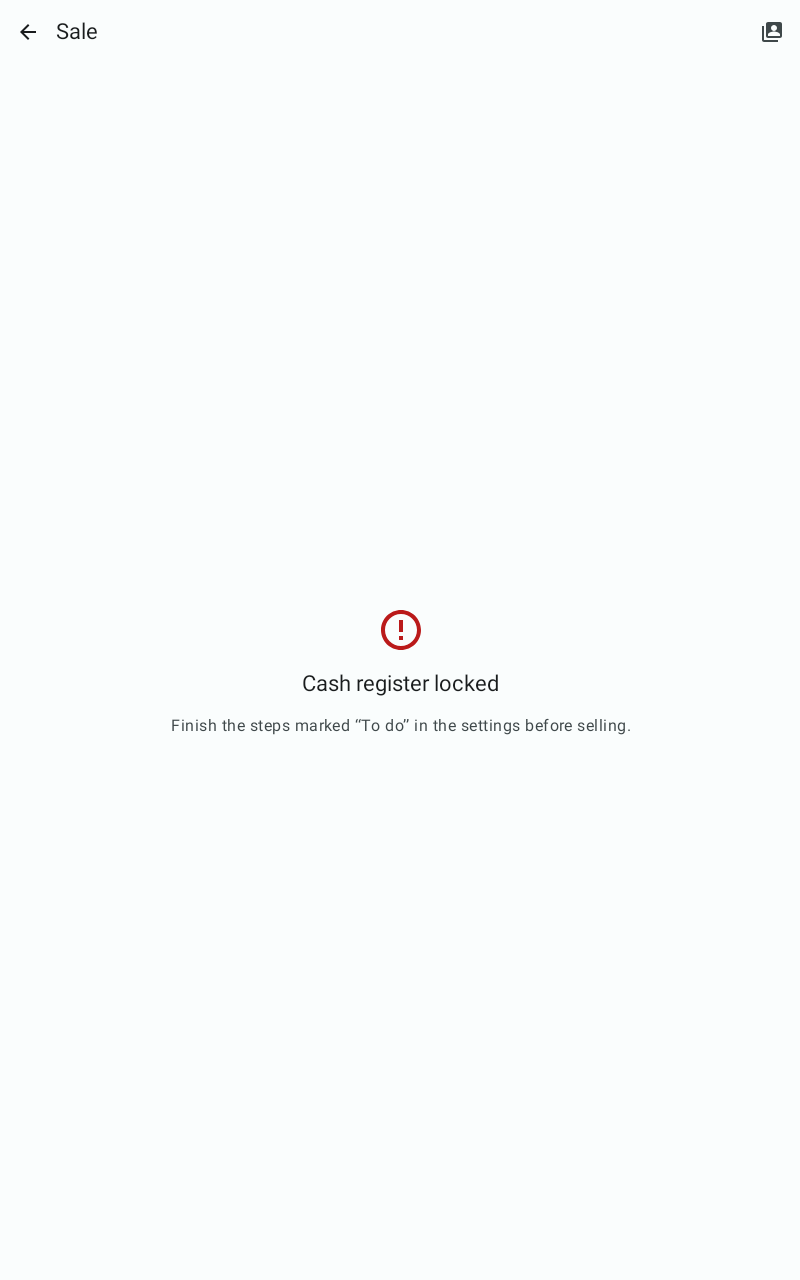 Sale
Cash register locked
Finish the steps marked “To do” in the settings before selling.